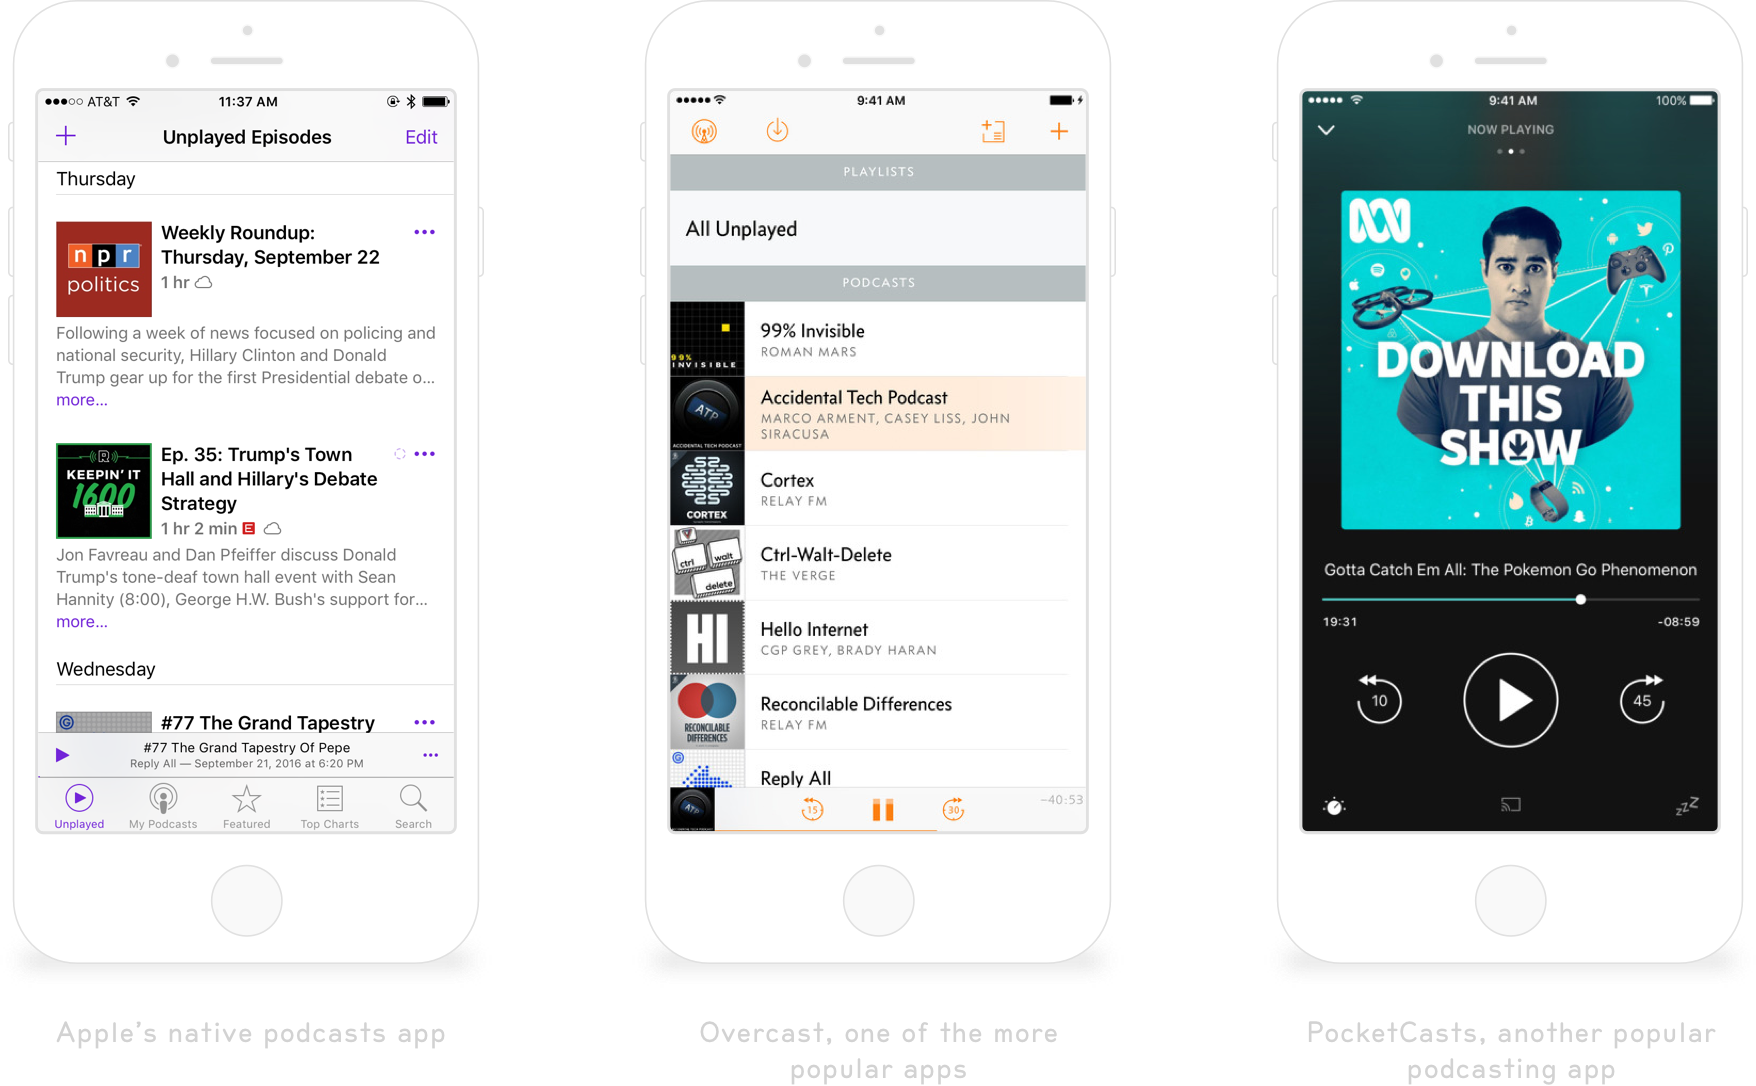 AT&T
11:37 AM
Unplayed Episodes
Edit
Thursday
npr
politics
Weekly Roundup:
Thursday, September 22
1 hr
Following a week of news focused on policing and
national security, Hillary Clinton and Donald
Trump gear up for the first Presidential debate o...
more...
KEEPIN' IT
1600
Ep. 35: Trump's Town
Hall and Hillary's Debate
Strategy
1 hr 2 min E
Jon Favreau and Dan Pfeiffer discuss Donald
Trump's tone-deaf town hall event with Sean
Hannity (8:00), George H.W. Bush's support for...
more...
Wednesday
#77 The Grand Tapestry
#77 The Grand Tapestry Of Pepe
Reply All — September 21, 2016 at 6:20 PM
Unplayed
My Podcasts
Featured
Top Charts
Search
Apple's native podcasts app
9:41 AM
PLAYLISTS
All Unplayed
PODCASTS
99%
INVISIBLE
99% Invisible
ROMAN MARS
ATP
ACCIDENTAL TECH PODCAST
Accidental Tech Podcast
MARCO ARMENT, CASEY LISS, JOHN
SIRACUSA
CORTEX
Cortex
RELAY FM
ctrl
walt
delete
Ctrl-Walt-Delete
THE VERGE
HI
Hello Internet
CGP GREY, BRADY HARAN
RECONCILABLE
DIFFERENCES
Reconcilable Differences
RELAY FM
Reply All
ATP
15
30
−40:53
Overcast, one of the more
popular apps
9:41 AM
100%
NOW PLAYING
DOWNLOAD
THIS
SHOW
Gotta Catch Em All: The Pokemon Go Phenomenon
19:31
-08:59
10
45
zZZ
PocketCasts, another popular
podcasting app